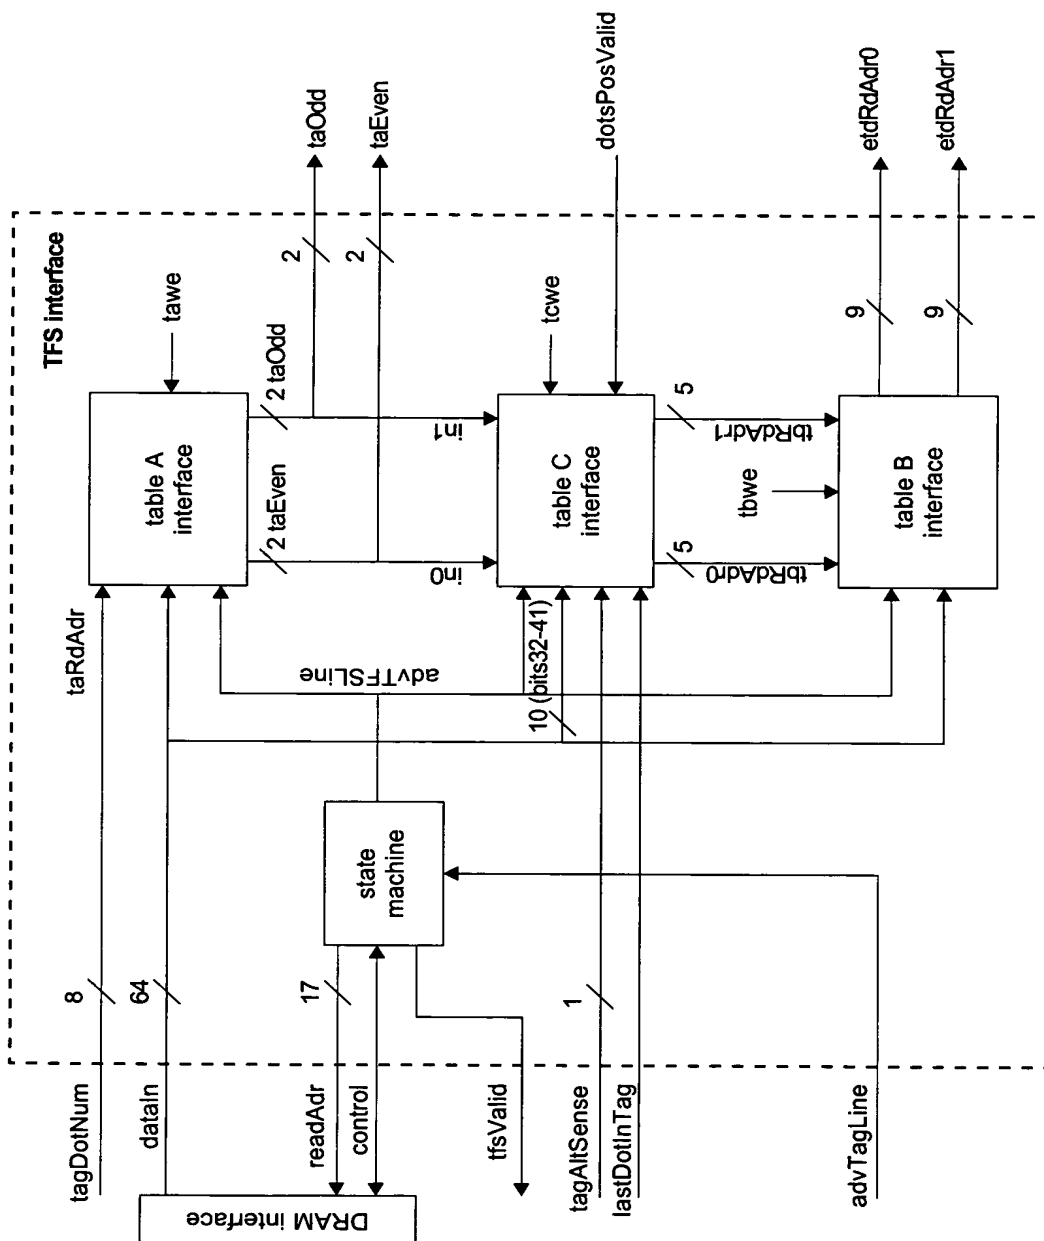 TFS interface
taOdd
taEven
dotsPosValid
etdRdAdr0
etdRdAdr1
2
2
9
9
tawe
tcwe
tbwe
table A
interface
table C
interface
table B
interface
2 taOdd
2 taEven
in1
in0
5
tbRdAdr1
5
tbRdAdr0
taRdAdr
advTFSLine
10 (bits32-41)
state
machine
8
64
17
1
tagDotNum
dataIn
readAdr
control
tfsValid
tagAltSense
lastDotInTag
advTagLine
DRAM interface